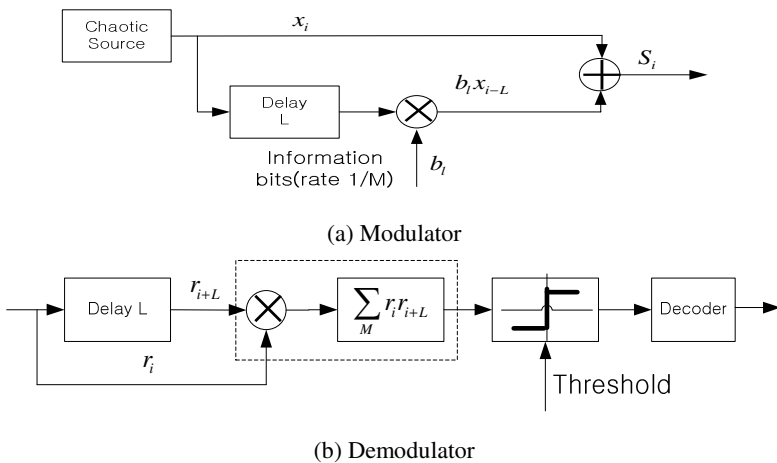 Chaotic
Source
x_i
Delay
L
b_l x_{i-L}
S_i
Information
bits(rate 1/M)
b_l
(a) Modulator
Delay L
r_{i+L}
r_i
∑_M r_i r_{i+L}
Threshold
Decoder
(b) Demodulator